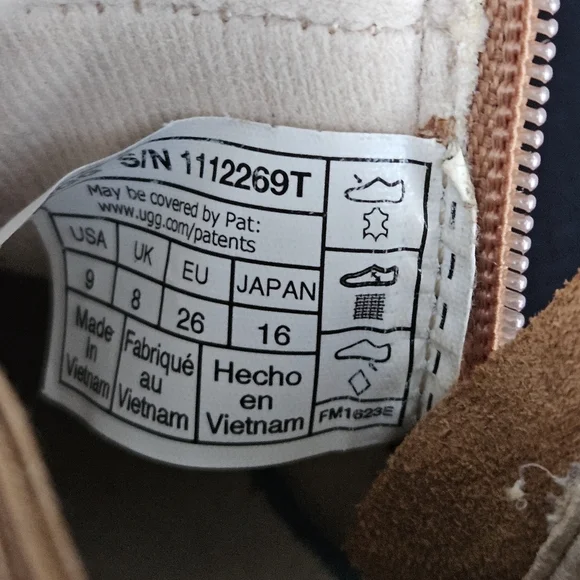 S/N 1112269T
May be covered by Pat:
www.ugg.com/patents
USA UK EU JAPAN
9 8 26 16
Made in Vietnam
Fabriqué au Vietnam
Hecho en Vietnam
FM1623E